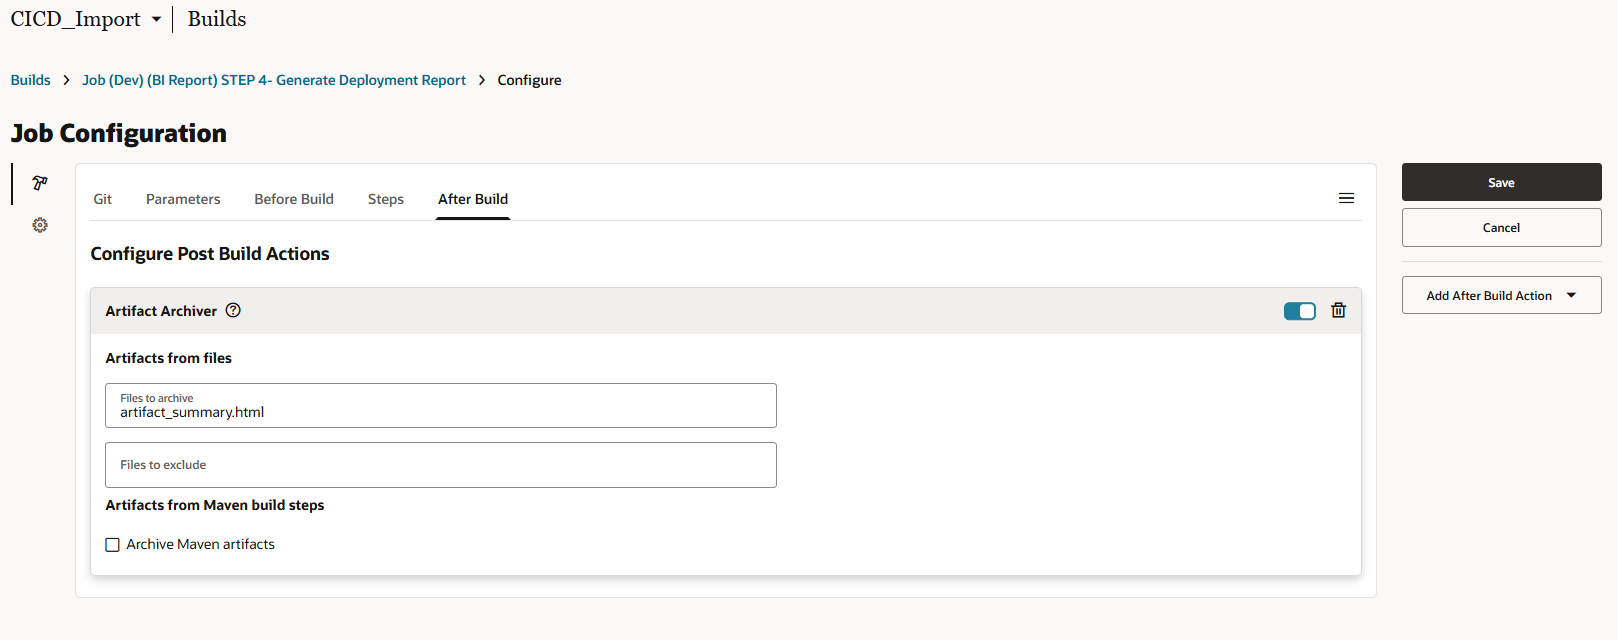 CICD_Import Builds
Builds > Job (Dev) (BI Report) STEP 4- Generate Deployment Report > Configure
Job Configuration
Git Parameters Before Build Steps After Build
Save
Cancel
Add After Build Action
Configure Post Build Actions
Artifact Archiver ?
Artifacts from files
Files to archive
artifact_summary.html
Files to exclude
Artifacts from Maven build steps
Archive Maven artifacts